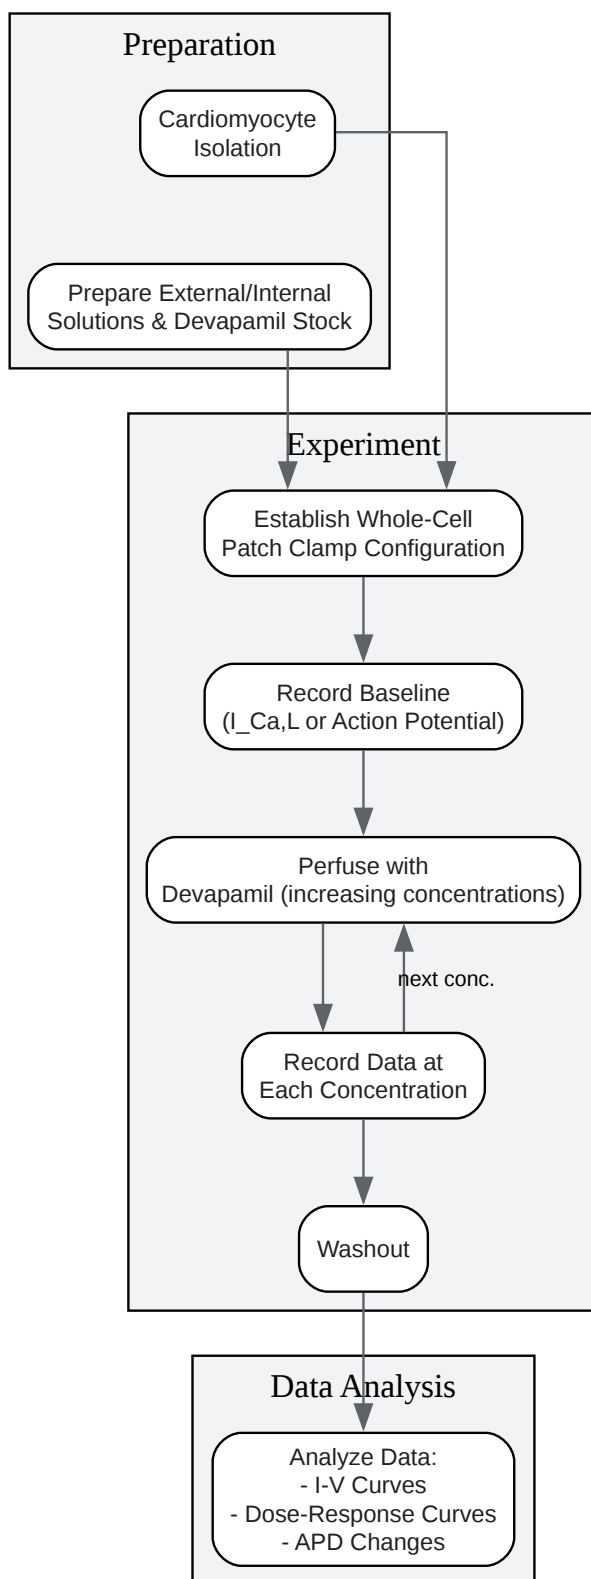 Preparation
Cardiomyocyte
Isolation
Prepare External/Internal
Solutions & Devapamil Stock
Experiment
Establish Whole-Cell
Patch Clamp Configuration
Record Baseline
(I_Ca,L or Action Potential)
Perfuse with
Devapamil (increasing concentrations)
next conc.
Record Data at
Each Concentration
Washout
Data Analysis
Analyze Data:
- I-V Curves
- Dose-Response Curves
- APD Changes